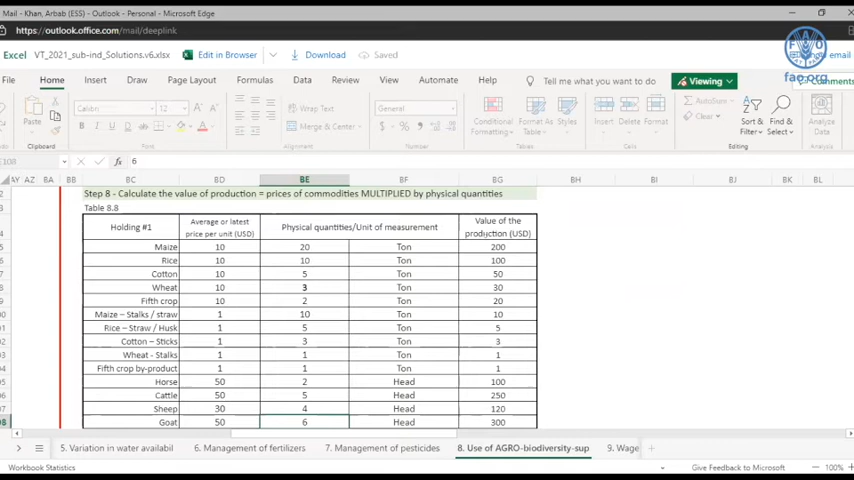 Mail - Khan, Arbab (ESS) - Outlook - Personal - Microsoft Edge
https://outlook.office.com/mail/deeplink
Excel VT_2021_sub-ind_Solutions.v6.xlsx Edit in Browser Download Saved email
FAO
fao.org
File Home Insert Draw Page Layout Formulas Data Review View Automate Help Tell me what you want to do Viewing Comments
Paste Calibri 12 Wrap Text General Conditional Formatting Format As Table Styles Insert Delete Format AutoSum Sort & Filter Find & Select Analyze Data
B I U Merge & Center $ % Clear
Clipboard Editing
fx 6
AY AZ BA BB BC BD BE BF BG BH BI BJ BK BL
Step 8 - Calculate the value of production = prices of commodities MULTIPLIED by physical quantities
Table 8.8
Holding #1 Average or latest price per unit (USD) Physical quantities/Unit of measurement Value of the production (USD)
Maize 10 20 Ton 200
Rice 10 10 Ton 100
Cotton 10 5 Ton 50
Wheat 10 3 Ton 30
Fifth crop 10 2 Ton 20
Maize – Stalks / straw 1 10 Ton 10
Rice – Straw / Husk 1 5 Ton 5
Cotton – Sticks 1 3 Ton 3
Wheat - Stalks 1 1 Ton 1
Fifth crop by-product 1 1 Ton 1
Horse 50 2 Head 100
Cattle 50 5 Head 250
Sheep 30 4 Head 120
Goat 50 6 Head 300
5. Variation in water availabil 6. Management of fertilizers 7. Management of pesticides 8. Use of AGRO-biodiversity-sup 9. Wage
Workbook Statistics Give Feedback to Microsoft 100%